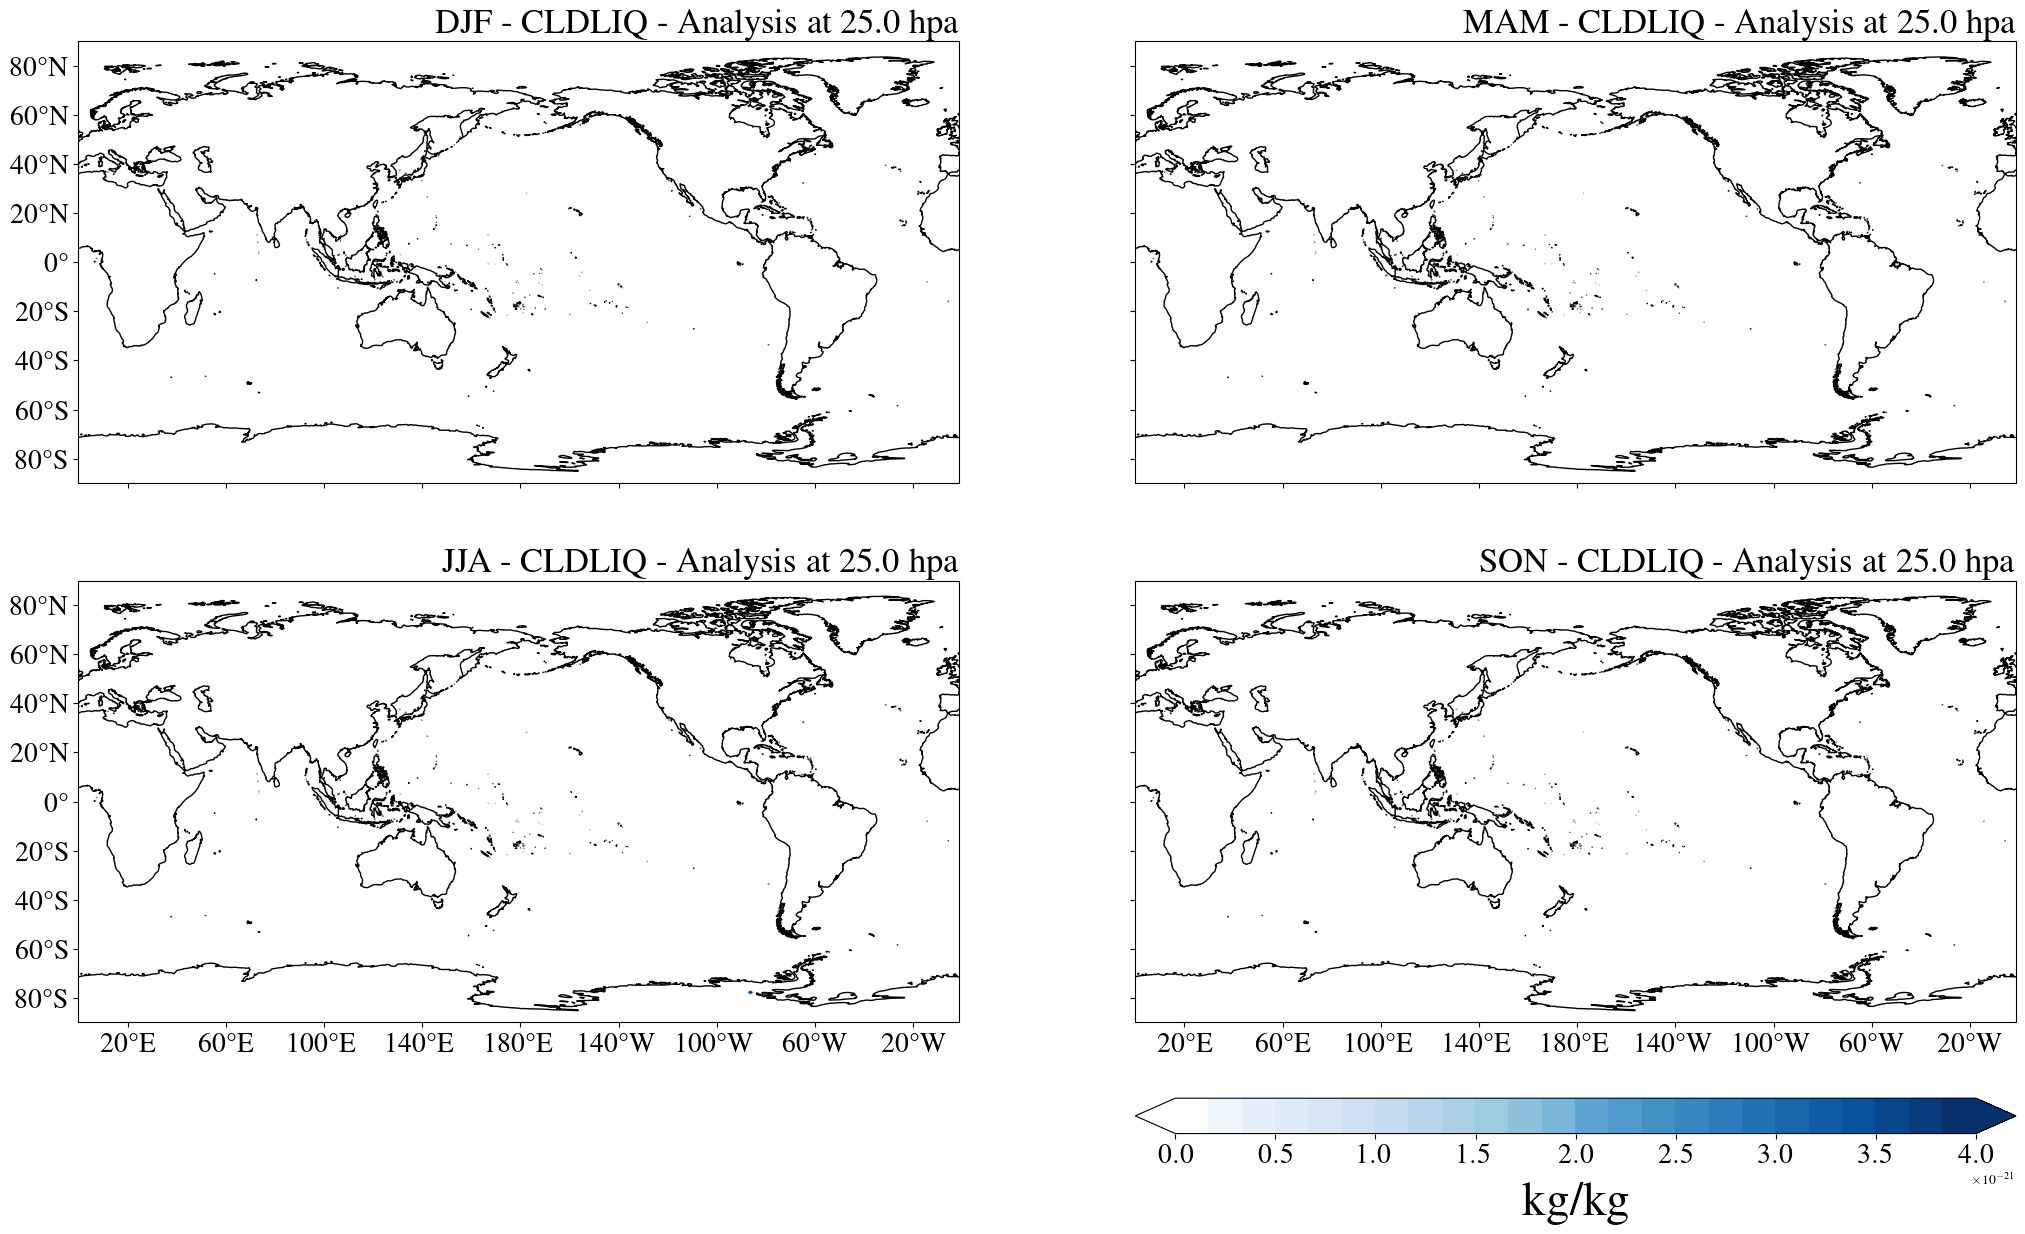 DJF - CLDLIQ - Analysis at 25.0 hpa
MAM - CLDLIQ - Analysis at 25.0 hpa
80°N
60°N
40°N
20°N
0°
20°S
40°S
60°S
80°S
JJA - CLDLIQ - Analysis at 25.0 hpa
SON - CLDLIQ - Analysis at 25.0 hpa
80°N
60°N
40°N
20°N
0°
20°S
40°S
60°S
80°S
20°E 60°E 100°E 140°E 180°E 140°W 100°W 60°W 20°W
20°E 60°E 100°E 140°E 180°E 140°W 100°W 60°W 20°W
0.0 0.5 1.0 1.5 2.0 2.5 3.0 3.5 4.0
×10⁻²¹
kg/kg